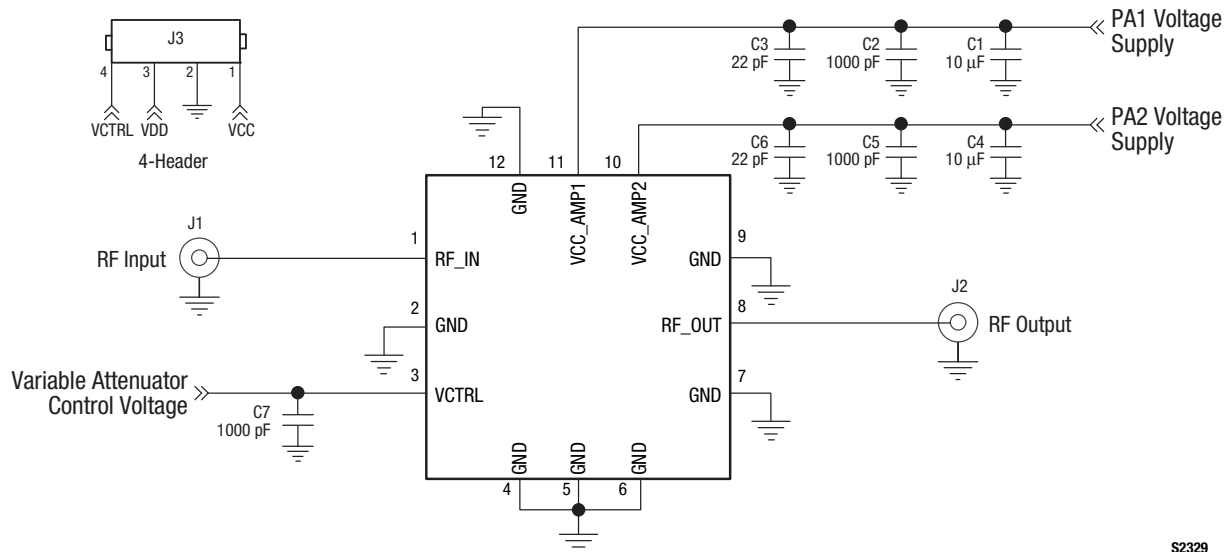 J3
4 3 2 1
VCTRL VDD VCC
4-Header
C3
22 pF
C2
1000 pF
C1
10 µF
PA1 Voltage
Supply
C6
22 pF
C5
1000 pF
C4
10 µF
PA2 Voltage
Supply
12 11 10
GND
VCC_AMP1
VCC_AMP2
J1
RF Input
1
RF_IN
9
GND
2
GND
8
RF_OUT
J2
RF Output
Variable Attenuator
Control Voltage
C7
1000 pF
3
VCTRL
7
GND
GND
GND
GND
4 5 6
S2329